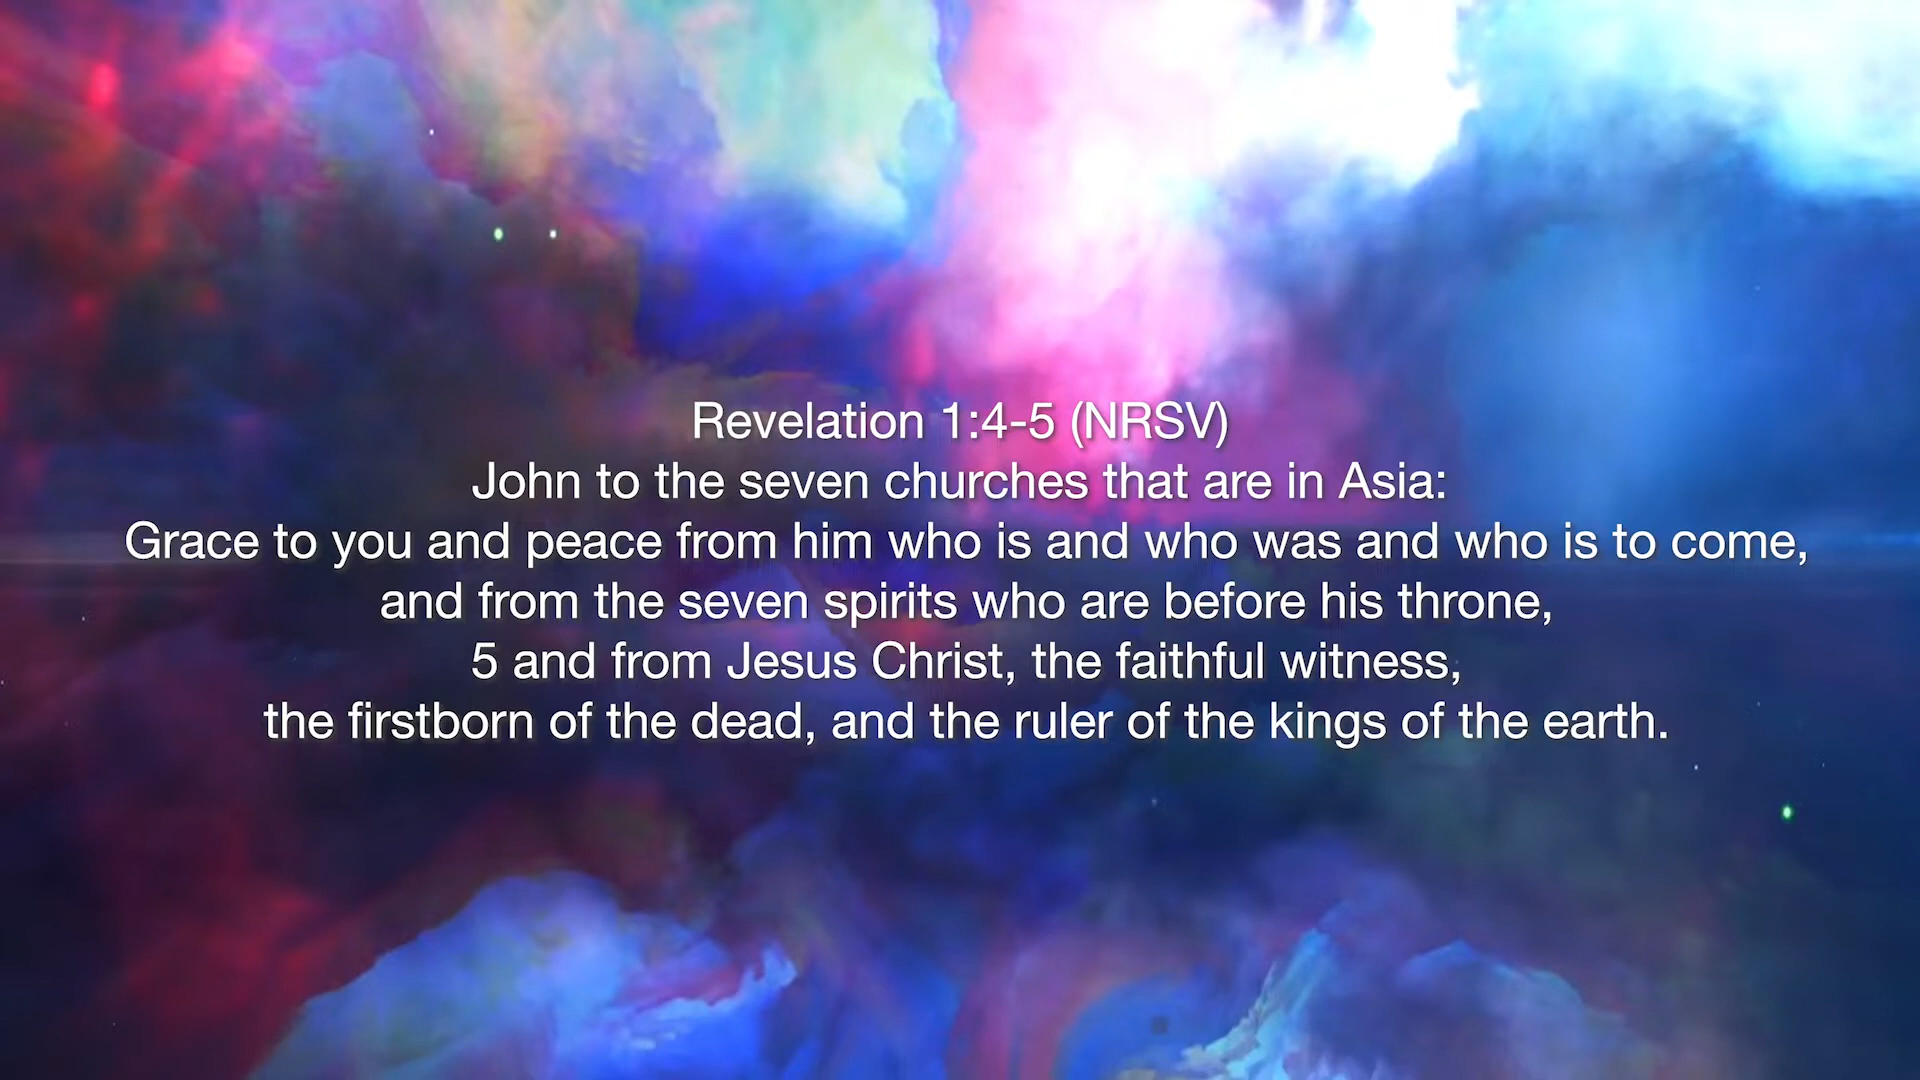 Revelation 1:4-5 (NRSV)
John to the seven churches that are in Asia:
Grace to you and peace from him who is and who was and who is to come,
and from the seven spirits who are before his throne,
5 and from Jesus Christ, the faithful witness,
the firstborn of the dead, and the ruler of the kings of the earth.